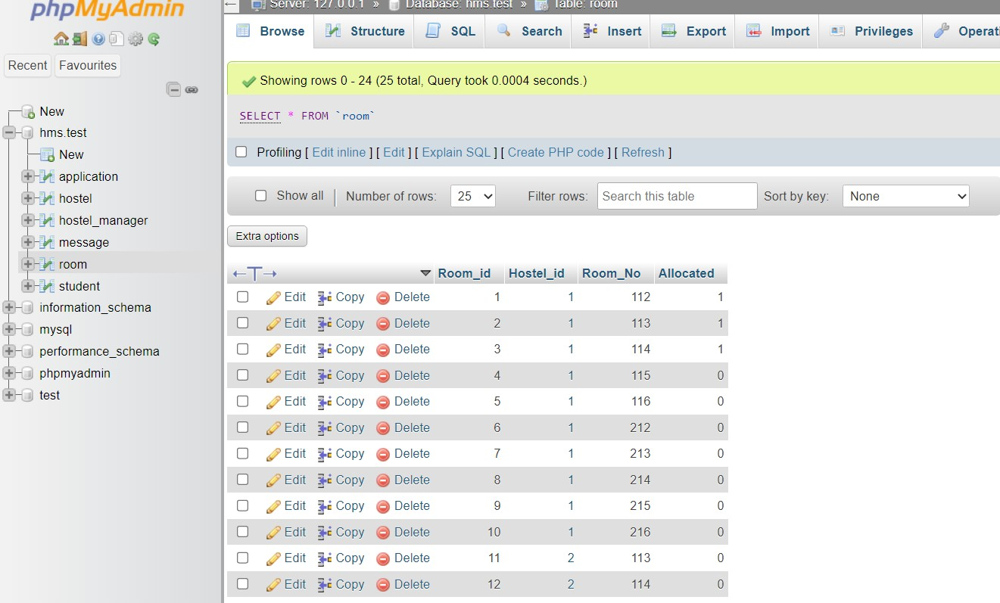 phpMyAdmin
Server: 127.0.0.1 » Database: hms.test » Table: room
Browse Structure SQL Search Insert Export Import Privileges Operati
Recent Favourites
New
hms.test
New
application
hostel
hostel_manager
message
room
student
information_schema
mysql
performance_schema
phpmyadmin
test
Showing rows 0 - 24 (25 total, Query took 0.0004 seconds.)
SELECT * FROM `room`
Profiling [ Edit inline ] [ Edit ] [ Explain SQL ] [ Create PHP code ] [ Refresh ]
Show all Number of rows: 25 Filter rows: Search this table Sort by key: None
Extra options
←T→ Room_id Hostel_id Room_No Allocated
Edit Copy Delete 1 1 112 1
Edit Copy Delete 2 1 113 1
Edit Copy Delete 3 1 114 1
Edit Copy Delete 4 1 115 0
Edit Copy Delete 5 1 116 0
Edit Copy Delete 6 1 212 0
Edit Copy Delete 7 1 213 0
Edit Copy Delete 8 1 214 0
Edit Copy Delete 9 1 215 0
Edit Copy Delete 10 1 216 0
Edit Copy Delete 11 2 113 0
Edit Copy Delete 12 2 114 0